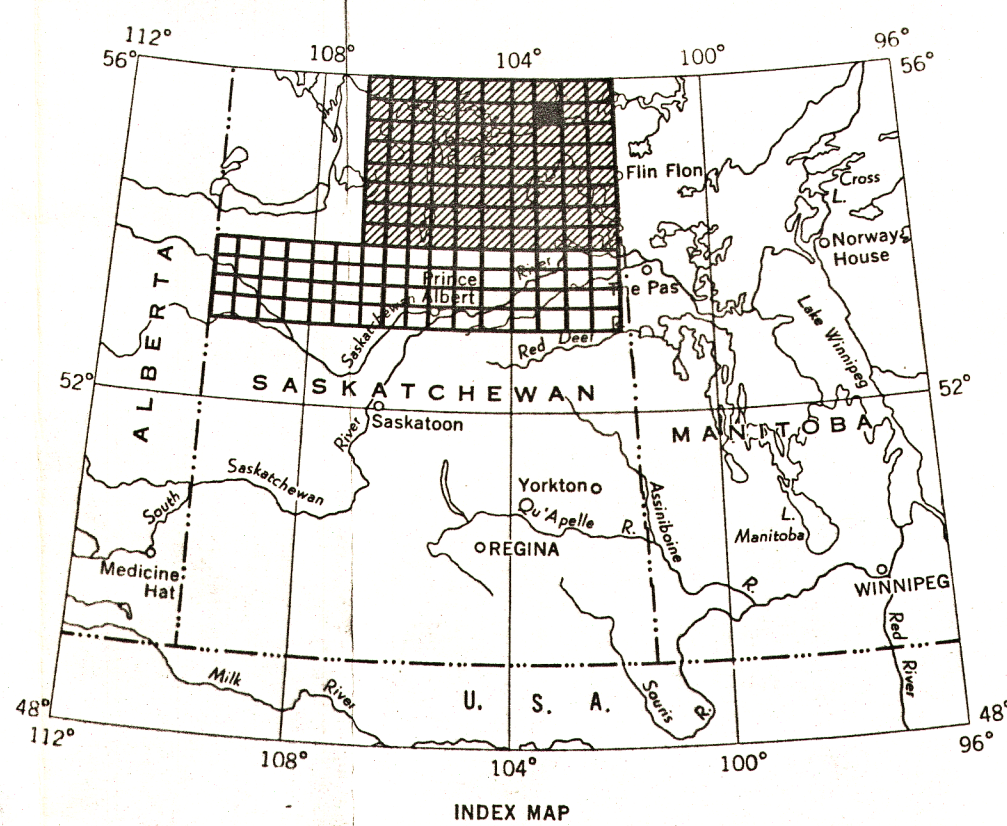 112°
108°
104°
100°
96°
56°
56°
Flin Flon
Cross
L.
Norway
House
ALBERTA
Prince
Albert
River
The Pas
Saskatchewan
Red Deer
Lake Winnipeg
52°
SASKATCHEWAN
52°
Saskatoon
MANITOBA
River
Saskatchewan
South
Yorkton
Qu'Apelle R.
Assiniboine
R.
L.
Manitoba
REGINA
Medicine
Hat
WINNIPEG
Red
River
Milk
River
U. S. A.
Souris
R.
48°
48°
112°
108°
104°
100°
96°
INDEX MAP